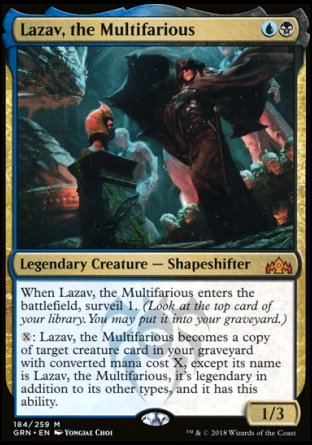 Lazav, the Multifarious
Legendary Creature — Shapeshifter
When Lazav, the Multifarious enters the
battlefield, surveil 1. (Look at the top card of
your library. You may put it into your graveyard.)
X: Lazav, the Multifarious becomes a
copy of target creature card in your graveyard
with converted mana cost X, except its name
is Lazav, the Multifarious, it's legendary in
addition to its other types, and it has this
ability.
1/3
184/259 M
GRN • EN Yongjae Choi
™ & © 2018 Wizards of the Coast